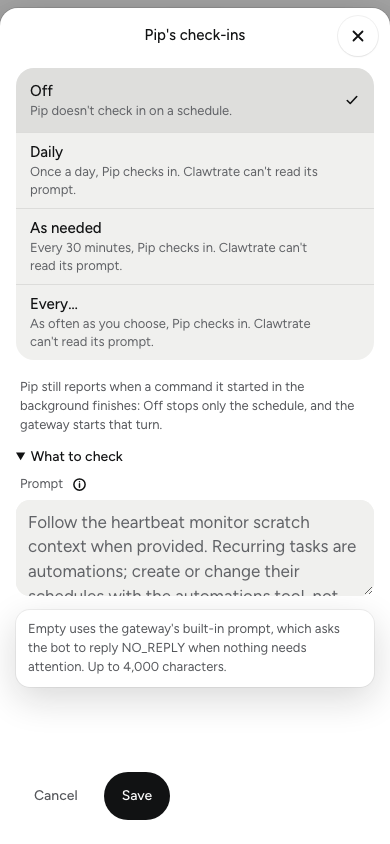 Pip's check-ins
Off
Pip doesn't check in on a schedule.
Daily
Once a day, Pip checks in. Clawtrate can't read its
prompt.
As needed
Every 30 minutes, Pip checks in. Clawtrate can't
read its prompt.
Every...
As often as you choose, Pip checks in. Clawtrate
can't read its prompt.
Pip still reports when a command it started in the
background finishes: Off stops only the schedule, and the
gateway starts that turn.
What to check
Prompt
Follow the heartbeat monitor scratch
context when provided. Recurring tasks are
automations; create or change their
schedules with the automations tool, not
Empty uses the gateway's built-in prompt, which asks
the bot to reply NO_REPLY when nothing needs
attention. Up to 4,000 characters.
Cancel
Save